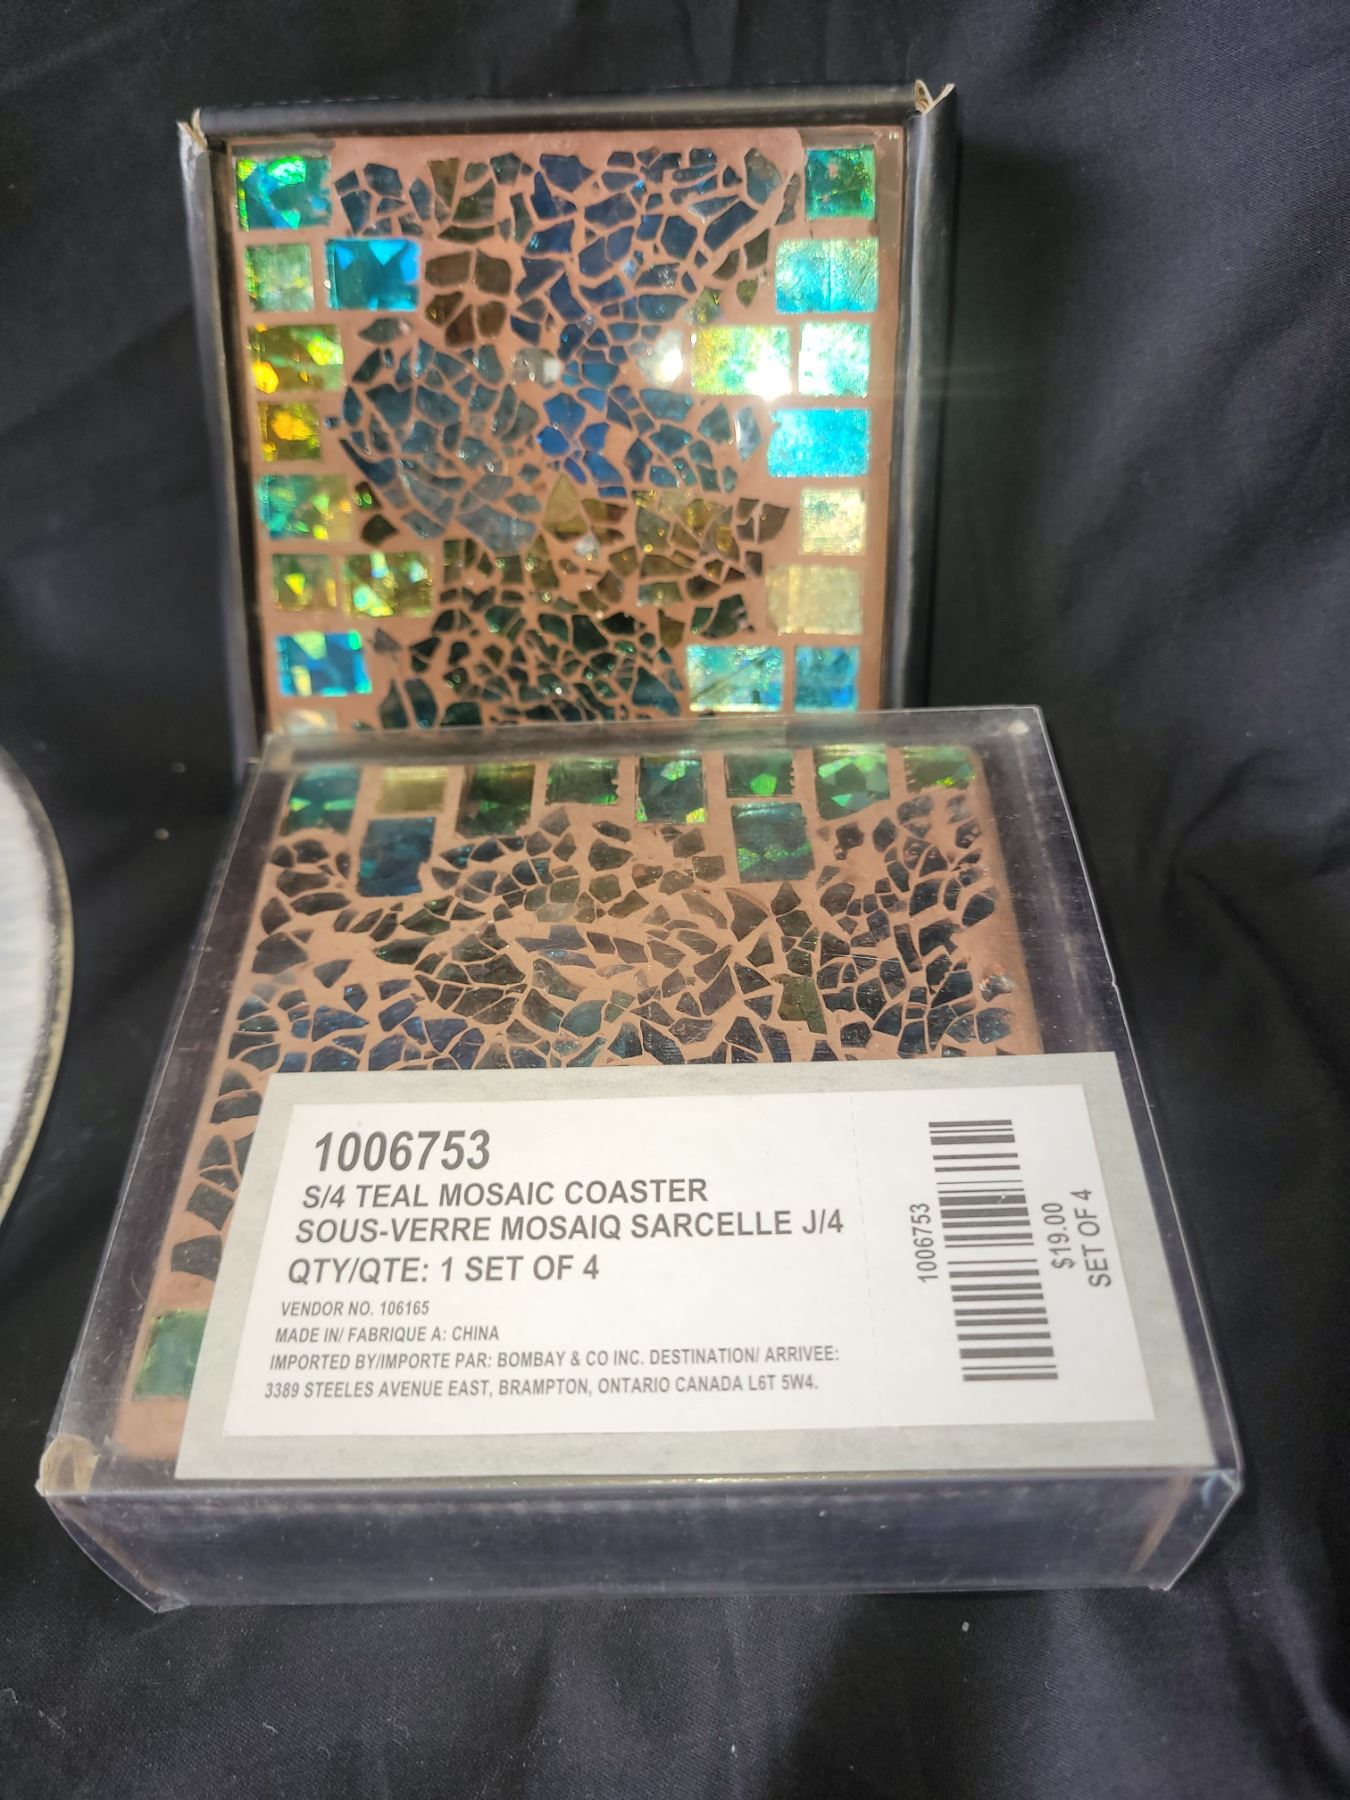 1006753
S/4 TEAL MOSAIC COASTER
SOUS-VERRE MOSAIQ SARCELLE J/4
QTY/QTE: 1 SET OF 4
VENDOR NO. 106165
MADE IN/ FABRIQUE A: CHINA
IMPORTED BY/IMPORTE PAR: BOMBAY & CO INC. DESTINATION/ ARRIVEE:
3389 STEELES AVENUE EAST, BRAMPTON, ONTARIO CANADA L6T 5W4.
1006753
$19.00
SET OF 4